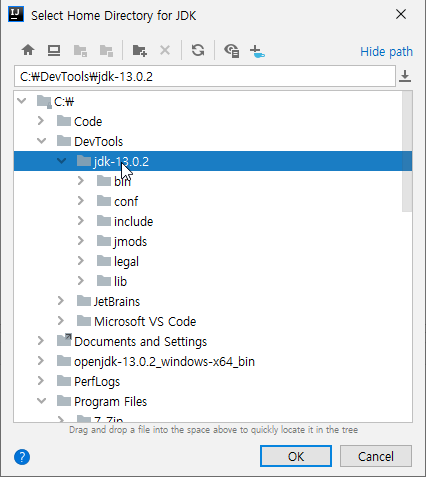 Select Home Directory for JDK
Hide path
C:₩DevTools₩jdk-13.0.2
C:₩
Code
DevTools
jdk-13.0.2
bin
conf
include
jmods
legal
lib
JetBrains
Microsoft VS Code
Documents and Settings
openjdk-13.0.2_windows-x64_bin
PerfLogs
Program Files
7-Zip
Drag and drop a file into the space above to quickly locate it in the tree
?
OK
Cancel